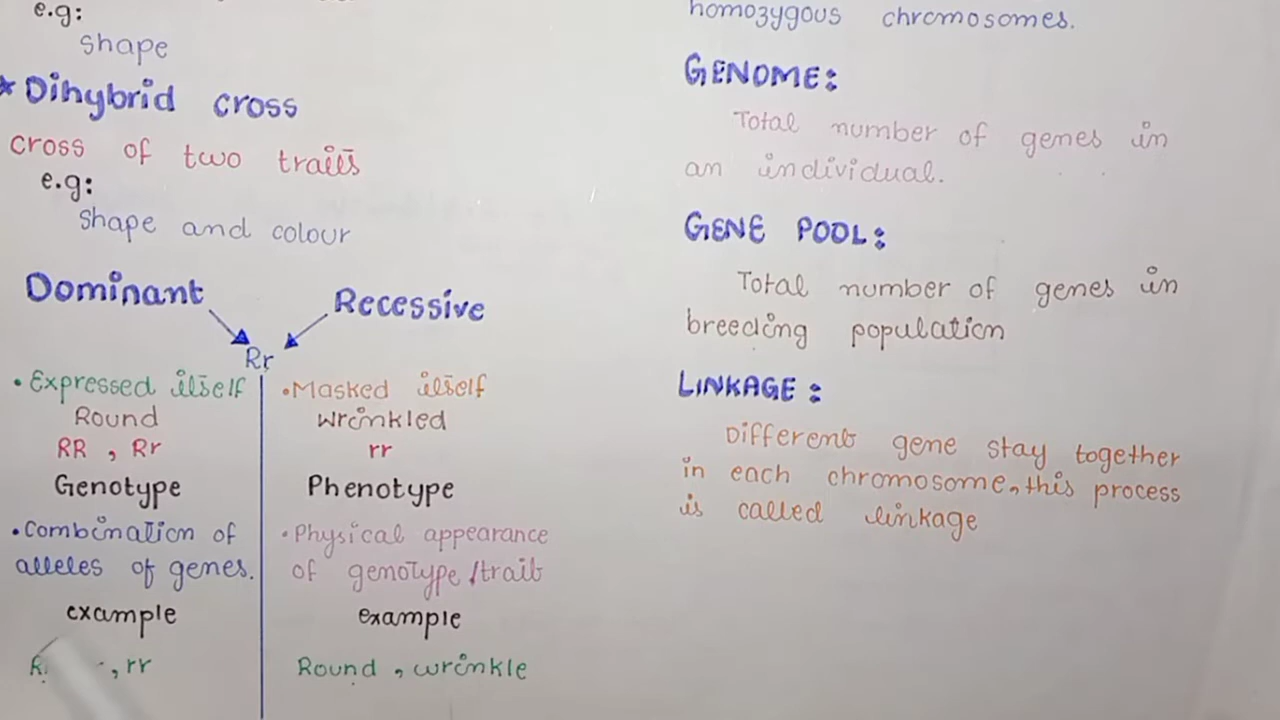 e.g:
shape
* Dihybrid cross
cross of two traits
e.g:
shape and colour
Dominant
Recessive
Rr
• Expressed itself
Round
RR , Rr
Genotype
• Combination of
alleles of genes.
example
, rr
• Masked itself
wrinkled
rr
Phenotype
• Physical appearance
of genotype / trait
example
Round , wrinkle
homozygous chromosomes.
GENOME:
Total number of genes in
an individual.
GENE POOL:
Total number of genes in
breeding population
LINKAGE :
Different gene stay together
in each chromosome, this process
is called linkage